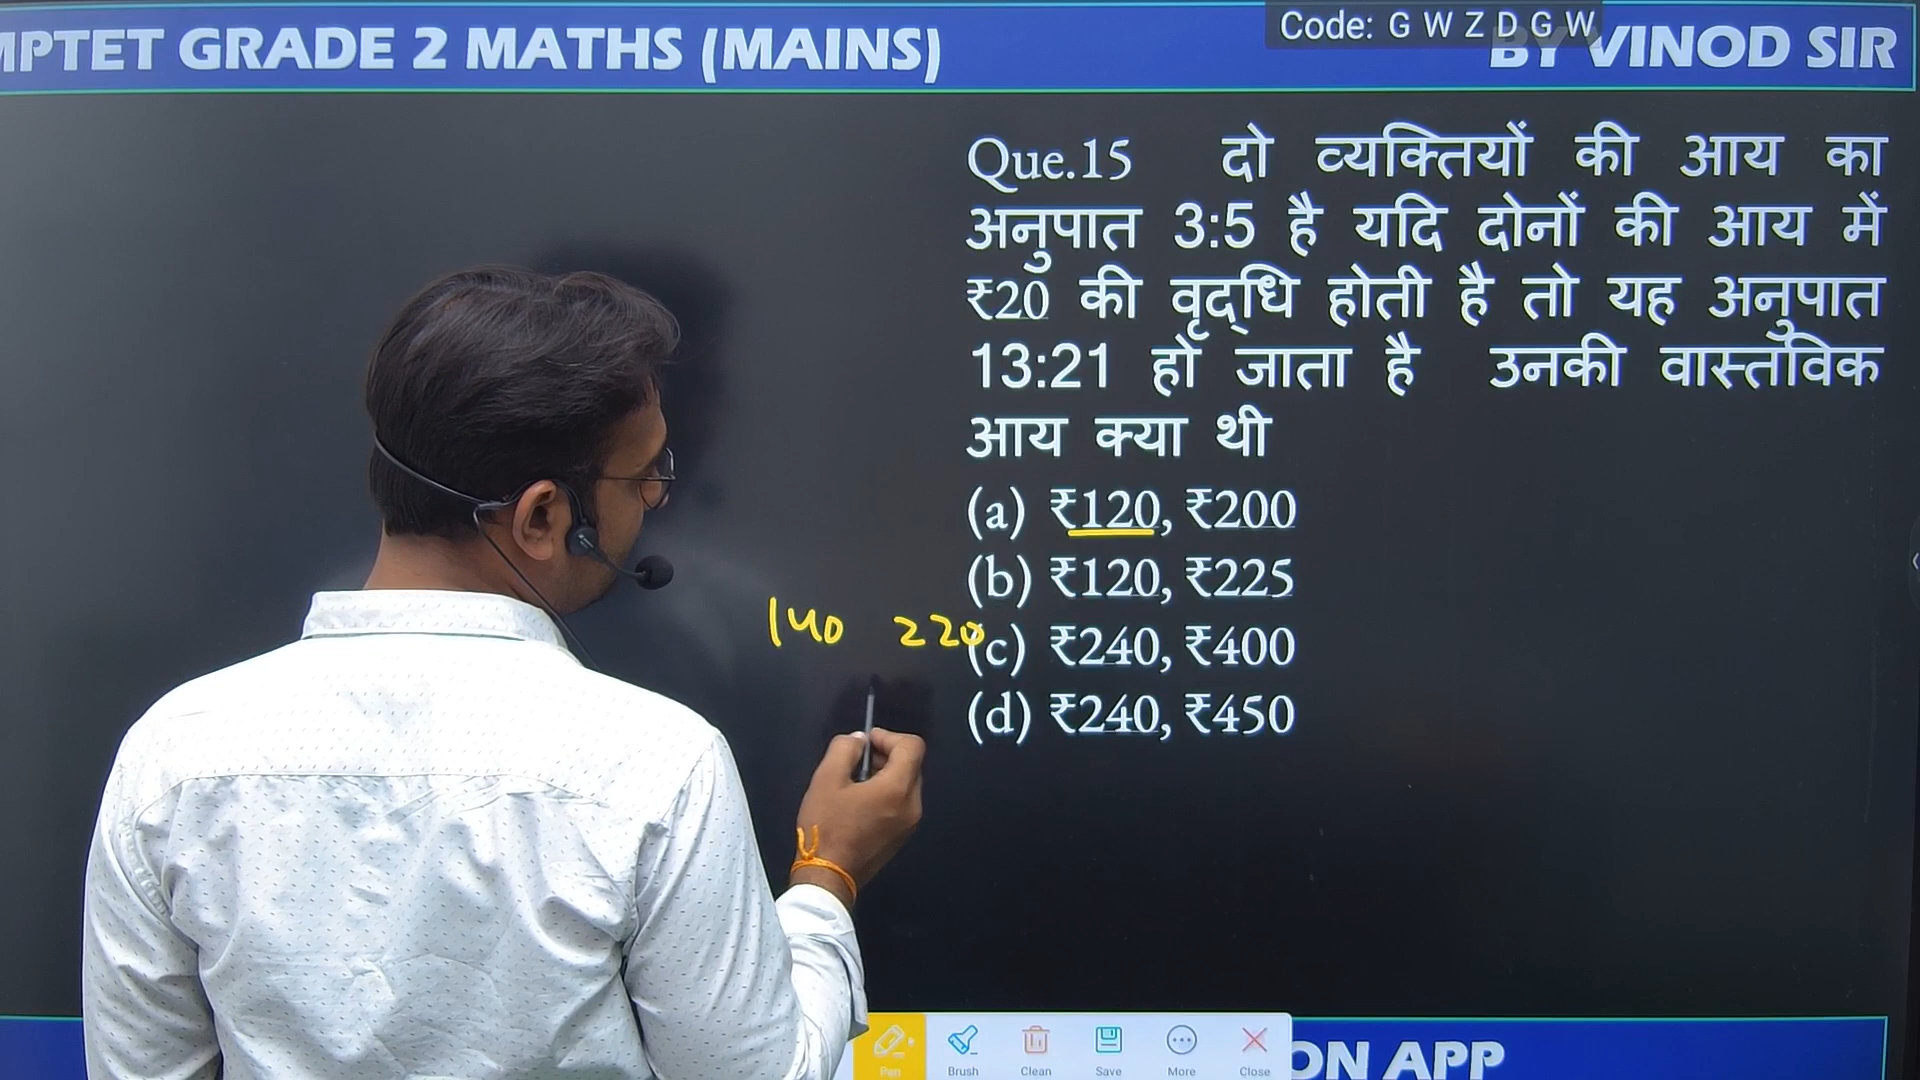 MPTET GRADE 2 MATHS (MAINS)
Code: G W Z D G W
BY VINOD SIR
Que.15 दो व्यक्तियों की आय का
अनुपात 3:5 है यदि दोनों की आय में
₹20 की वृद्धि होती है तो यह अनुपात
13:21 हो जाता है उनकी वास्तविक
आय क्या थी
(a) ₹120, ₹200
(b) ₹120, ₹225
140 220
(c) ₹240, ₹400
(d) ₹240, ₹450
Pen Brush Clean Save More Close
ON APP